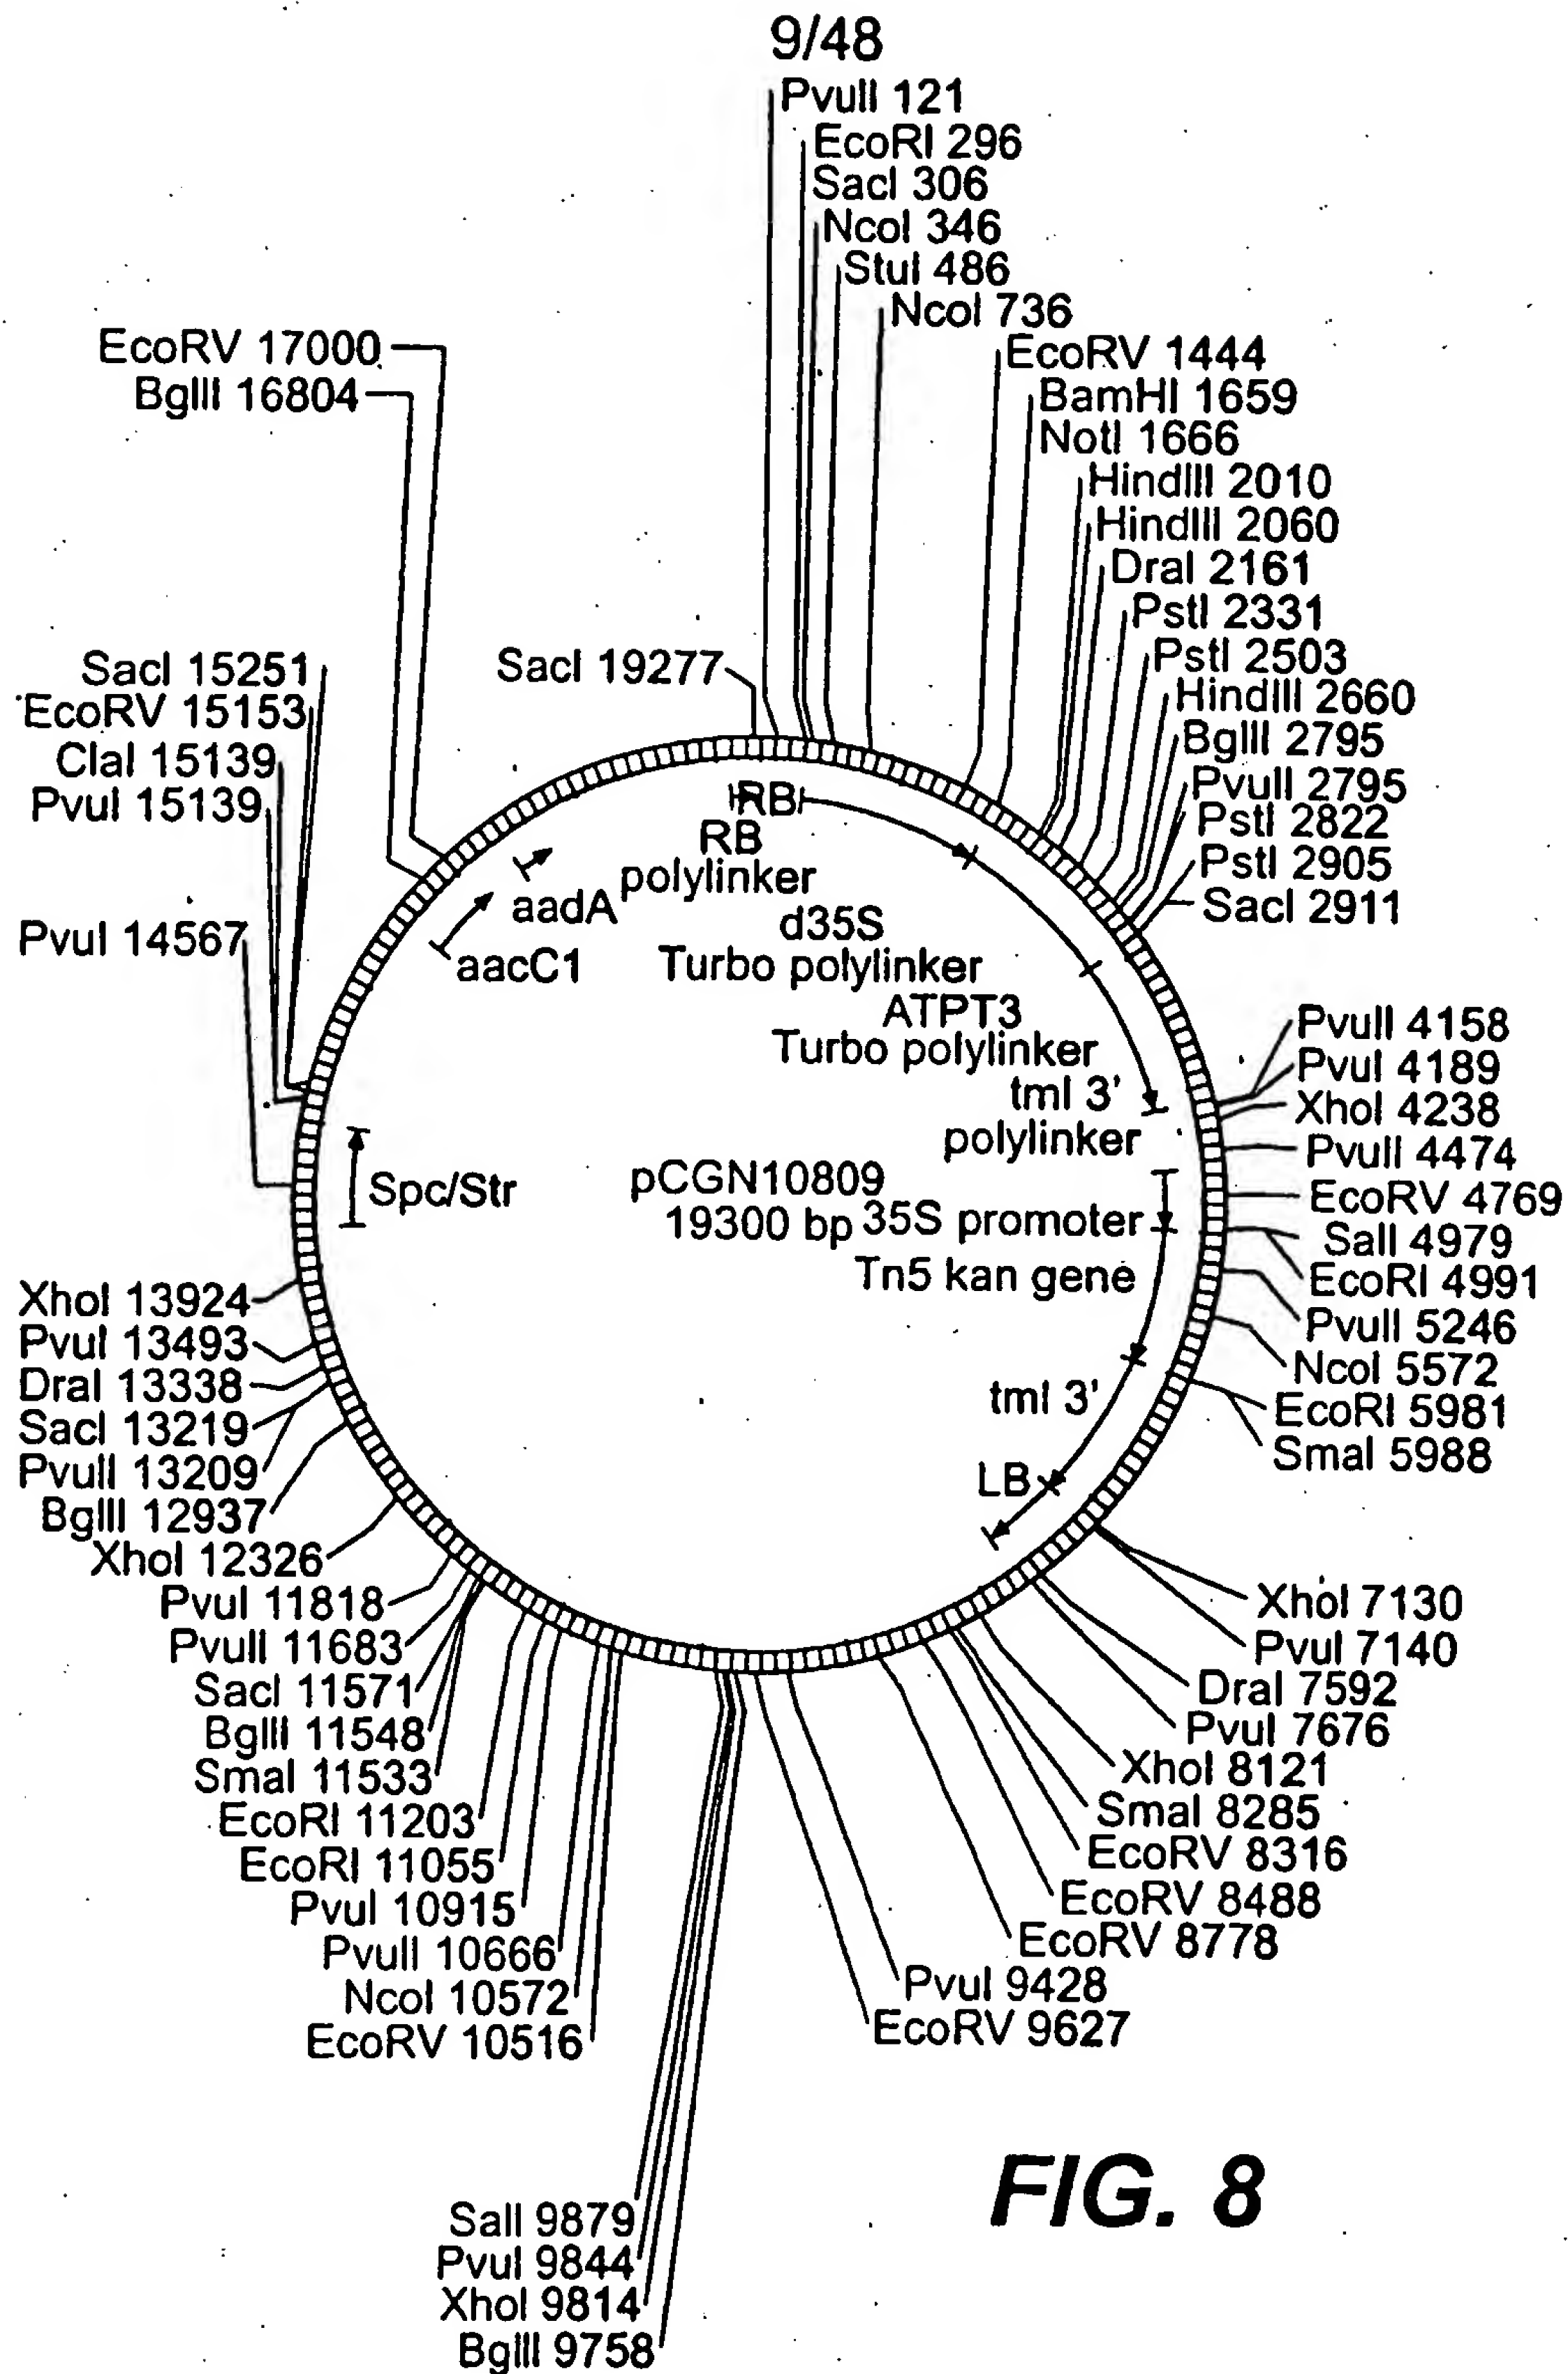 9/48
PvuII 121
EcoRI 296
SacI 306
NcoI 346
StuI 486
NcoI 736
EcoRV 1444
BamHI 1659
NotI 1666
HindIII 2010
HindIII 2060
DraI 2161
PstI 2331
PstI 2503
HindIII 2660
BglII 2795
PvuII 2795
PstI 2822
PstI 2905
SacI 2911
PvuII 4158
PvuI 4189
XhoI 4238
PvuII 4474
EcoRV 4769
SalI 4979
EcoRI 4991
PvuII 5246
NcoI 5572
EcoRI 5981
SmaI 5988
XhoI 7130
PvuI 7140
DraI 7592
PvuI 7676
XhoI 8121
SmaI 8285
EcoRV 8316
EcoRV 8488
EcoRV 8778
PvuI 9428
EcoRV 9627
BglII 9758
XhoI 9814
PvuI 9844
SalI 9879
EcoRV 10516
NcoI 10572
PvuII 10666
PvuI 10915
EcoRI 11055
EcoRI 11203
SmaI 11533
BglII 11548
SacI 11571
PvuII 11683
PvuI 11818
XhoI 12326
BglII 12937
PvuII 13209
SacI 13219
DraI 13338
PvuI 13493
XhoI 13924
PvuI 14567
PvuI 15139
ClaI 15139
EcoRV 15153
SacI 15251
BglII 16804
EcoRV 17000
SacI 19277
RB
RB
polylinker
d35S
Turbo polylinker
ATPT3
Turbo polylinker
tml 3'
polylinker
35S promoter
Tn5 kan gene
tml 3'
LB
Spc/Str
aacC1
aadA
pCGN10809
19300 bp
FIG. 8